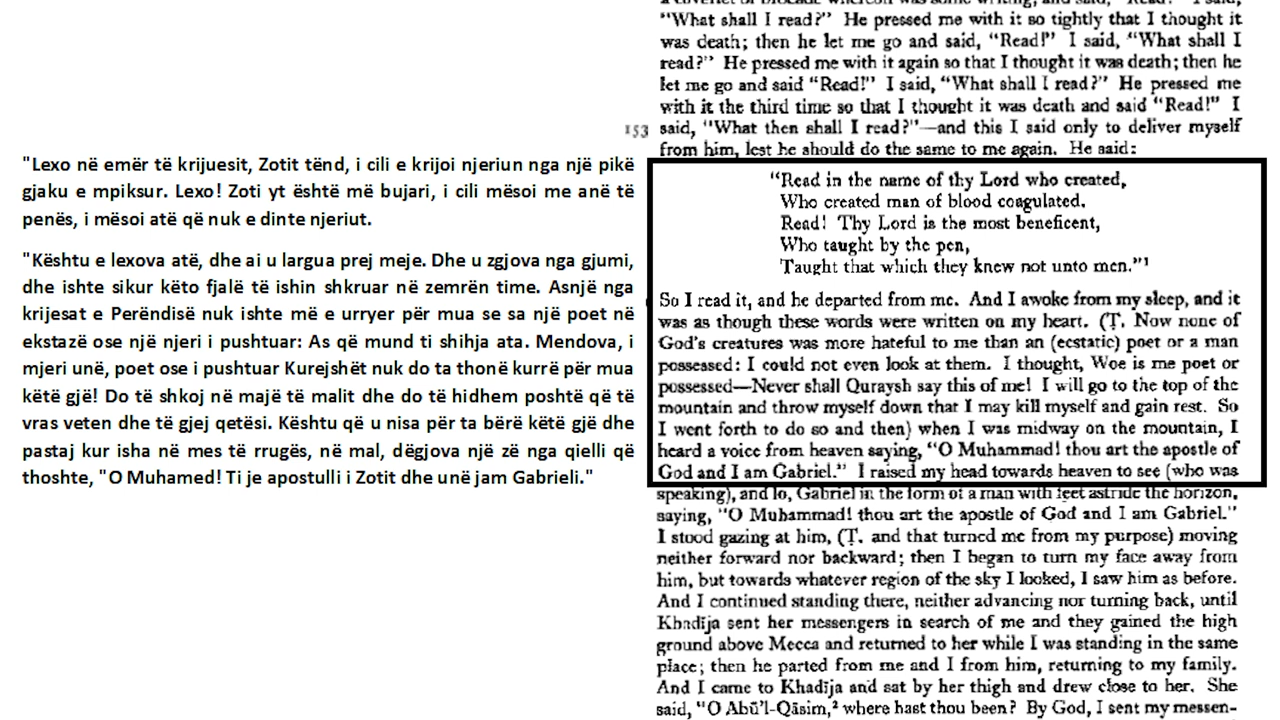 "Lexo në emër të krijuesit, Zotit tënd, i cili e krijoi njeriun nga një pikë
gjaku e mpiksur. Lexo! Zoti yt është më bujari, i cili mësoi me anë të
penës, i mësoi atë që nuk e dinte njeriut.
"Kështu e lexova atë, dhe ai u largua prej meje. Dhe u zgjova nga gjumi,
dhe ishte sikur këto fjalë të ishin shkruar në zemrën time. Asnjë nga
krijesat e Perëndisë nuk ishte më e urryer për mua se sa një poet në
ekstazë ose një njeri i pushtuar: As që mund ti shihja ata. Mendova, i
mjeri unë, poet ose i pushtuar Kurejshët nuk do ta thonë kurrë për mua
këtë gjë! Do të shkoj në majë të malit dhe do të hidhem poshtë që të
vras veten dhe të gjej qetësi. Kështu që u nisa për ta bërë këtë gjë dhe
pastaj kur isha në mes të rrugës, në mal, dëgjova një zë nga qielli që
thoshte, "O Muhamed! Ti je apostulli i Zotit dhe unë jam Gabrieli."
"What shall I read?" He pressed me with it so tightly that I thought it
was death; then he let me go and said, "Read!" I said, "What shall I
read?" He pressed me with it again so that I thought it was death; then he
let me go and said "Read!" I said, "What shall I read?" He pressed me
with it the third time so that I thought it was death and said "Read!" I
153 said, "What then shall I read?"—and this I said only to deliver myself
from him, lest he should do the same to me again. He said:
"Read in the name of thy Lord who created,
Who created man of blood coagulated.
Read! Thy Lord is the most beneficent,
Who taught by the pen,
Taught that which they knew not unto men."¹
So I read it, and he departed from me. And I awoke from my sleep, and it
was as though these words were written on my heart. (Ṭ. Now none of
God's creatures was more hateful to me than an (ecstatic) poet or a man
possessed: I could not even look at them. I thought, Woe is me poet or
possessed—Never shall Quraysh say this of me! I will go to the top of the
mountain and throw myself down that I may kill myself and gain rest. So
I went forth to do so and then) when I was midway on the mountain, I
heard a voice from heaven saying, "O Muhammad! thou art the apostle of
God and I am Gabriel." I raised my head towards heaven to see (who was
speaking), and lo, Gabriel in the form of a man with feet astride the horizon,
saying, "O Muhammad! thou art the apostle of God and I am Gabriel."
I stood gazing at him, (Ṭ. and that turned me from my purpose) moving
neither forward nor backward; then I began to turn my face away from
him, but towards whatever region of the sky I looked, I saw him as before.
And I continued standing there, neither advancing nor turning back, until
Khadīja sent her messengers in search of me and they gained the high
ground above Mecca and returned to her while I was standing in the same
place; then he parted from me and I from him, returning to my family.
And I came to Khadīja and sat by her thigh and drew close to her. She
said, "O Abū'l-Qāsim,² where hast thou been? By God, I sent my messen-